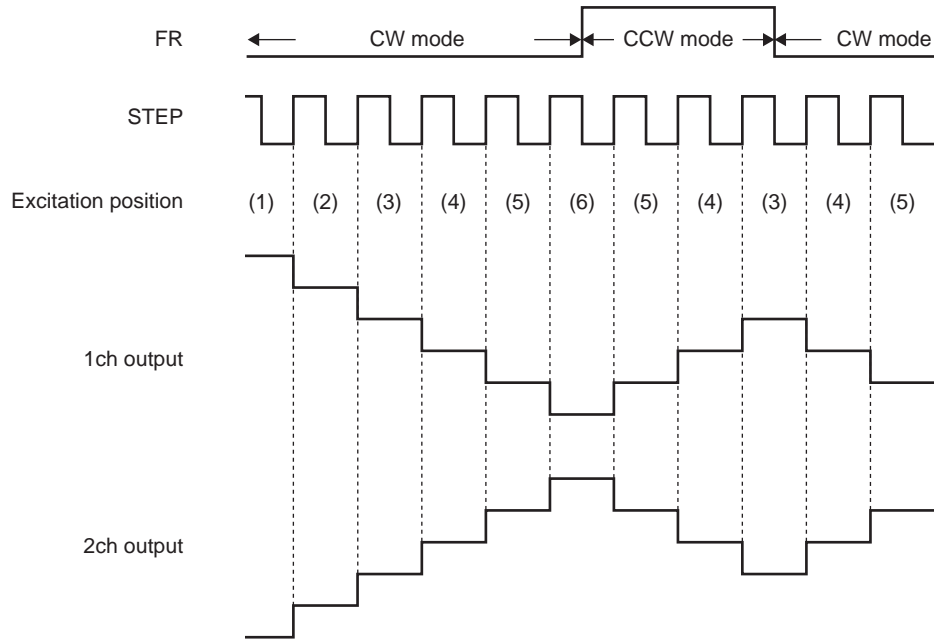 FR
CW mode
CCW mode
CW mode
STEP
Excitation position
(1) (2) (3) (4) (5) (6) (5) (4) (3) (4) (5)
1ch output
2ch output